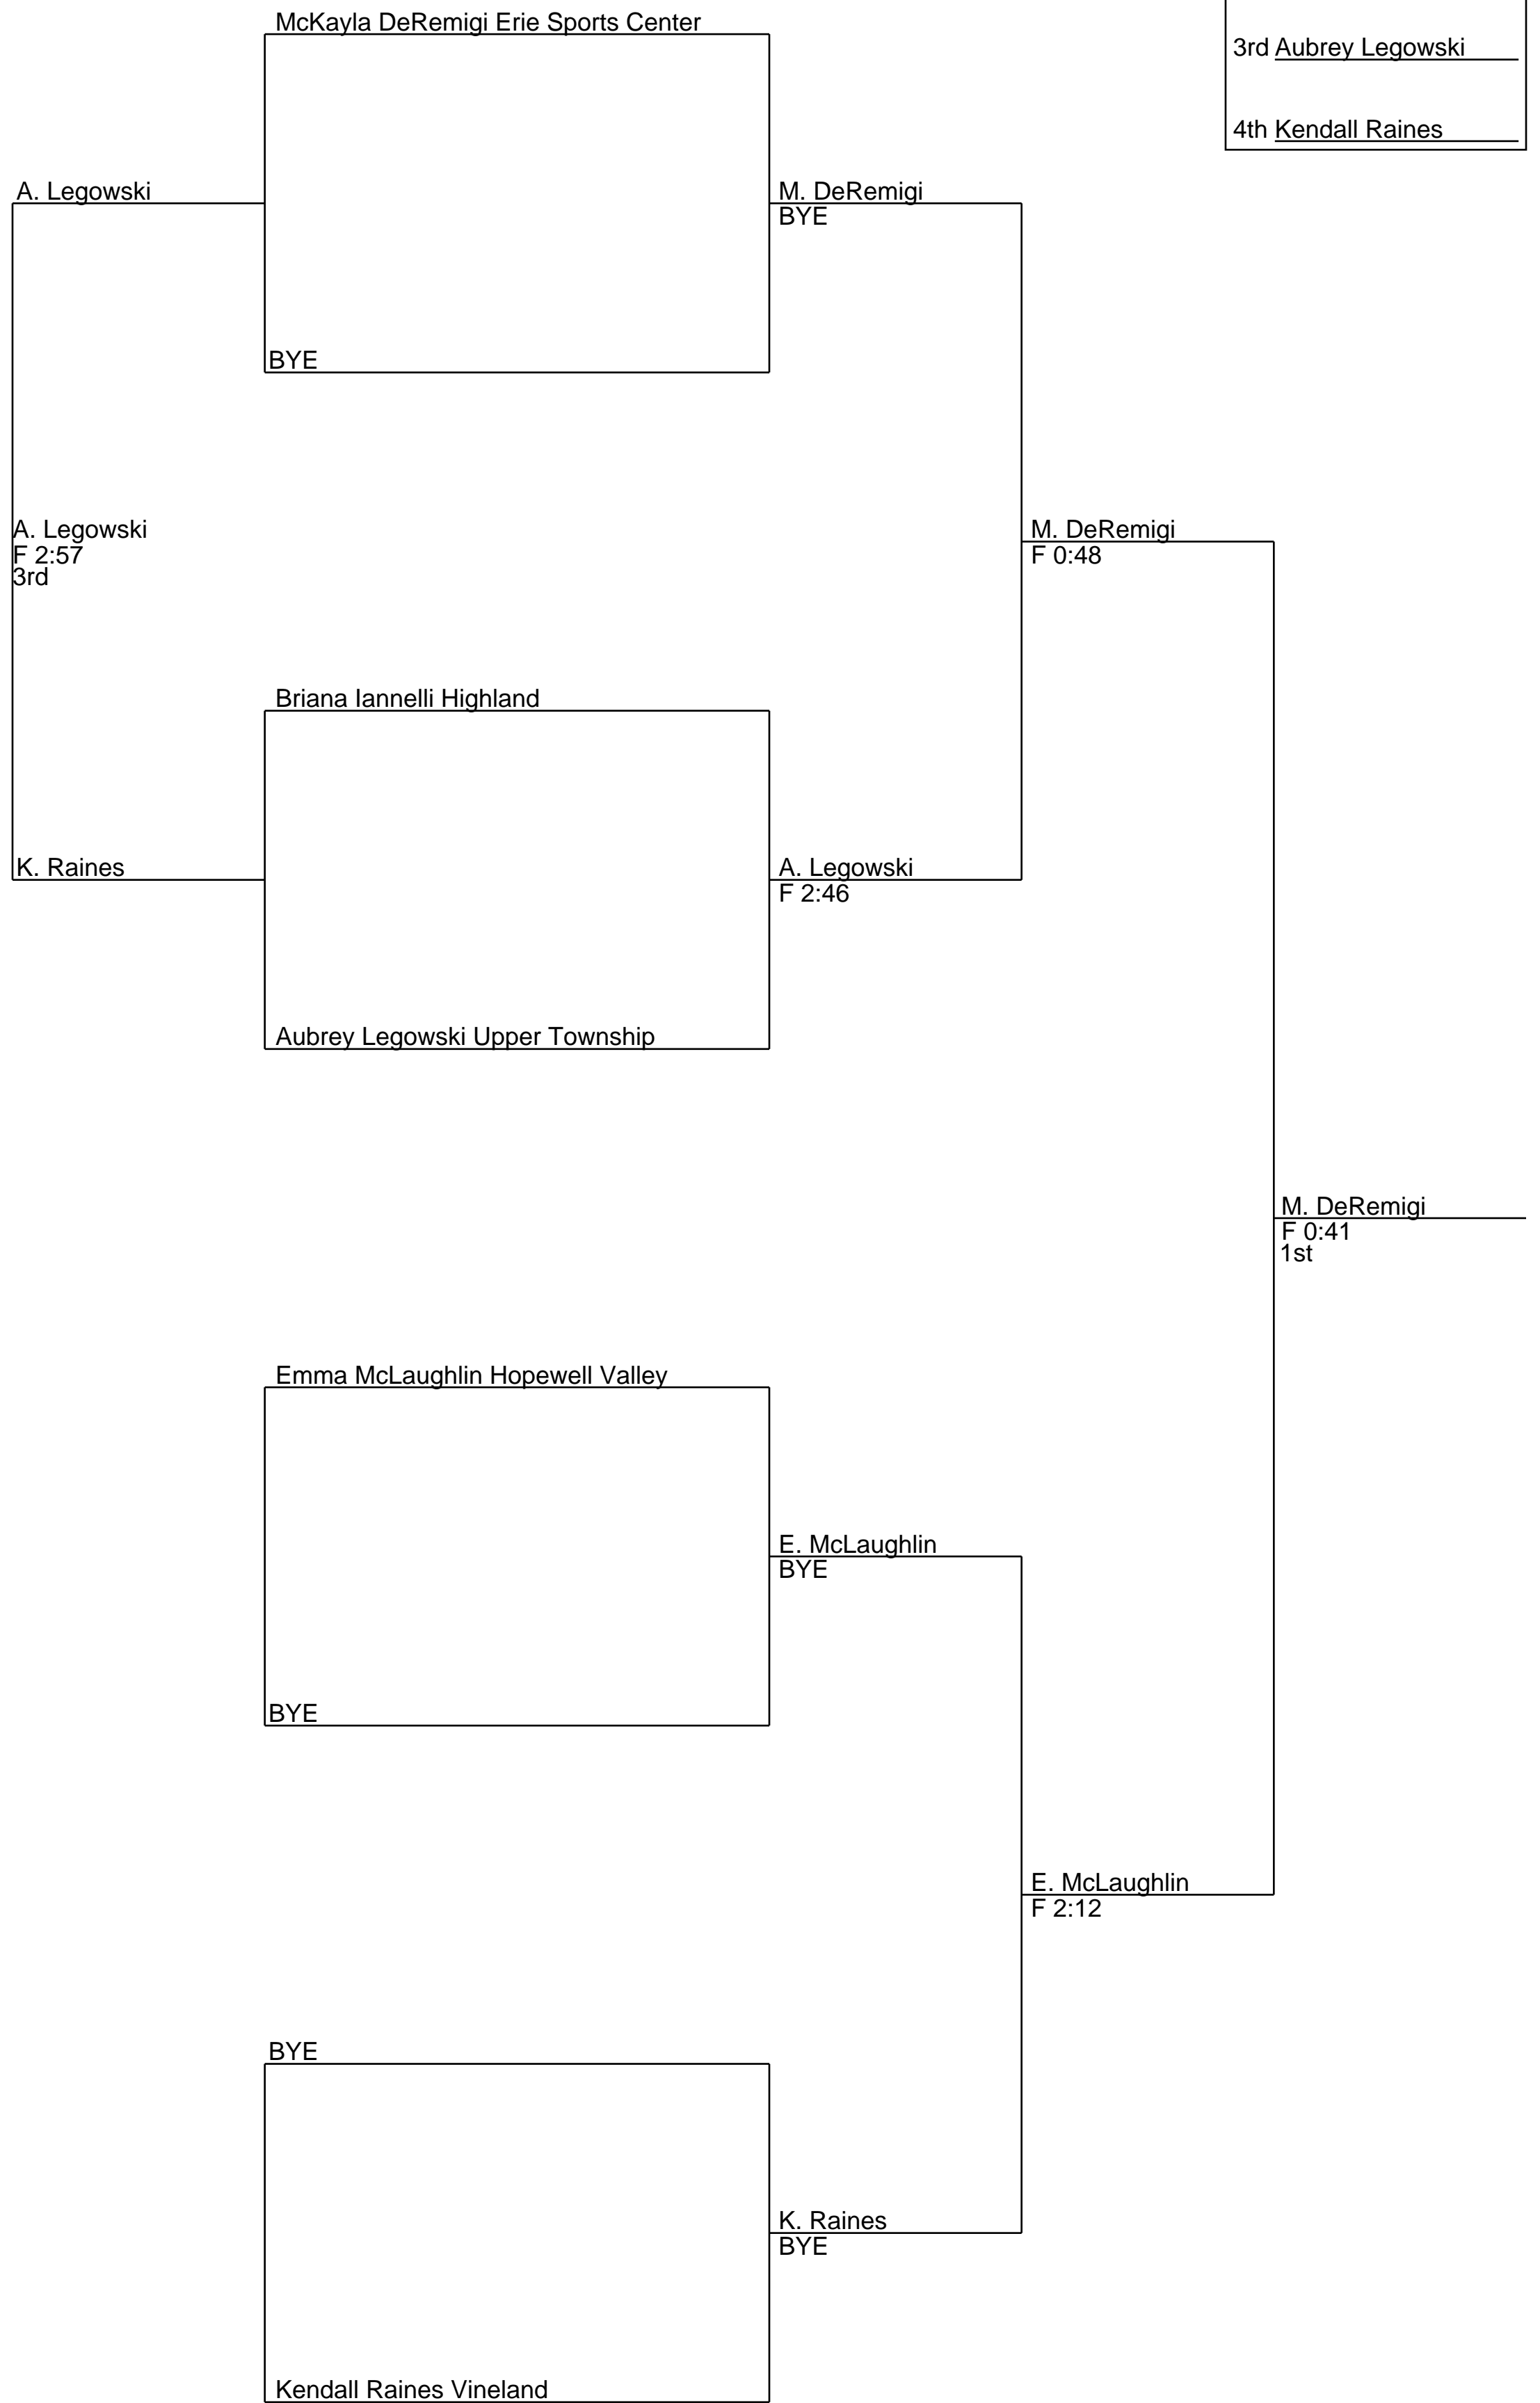 McKayla DeRemigi Erie Sports Center
3rd Aubrey Legowski
4th Kendall Raines
A. Legowski
M. DeRemigi
BYE
BYE
A. Legowski
F 2:57
3rd
M. DeRemigi
F 0:48
Briana Iannelli Highland
K. Raines
A. Legowski
F 2:46
Aubrey Legowski Upper Township
M. DeRemigi
F 0:41
1st
Emma McLaughlin Hopewell Valley
E. McLaughlin
BYE
BYE
E. McLaughlin
F 2:12
BYE
K. Raines
BYE
Kendall Raines Vineland